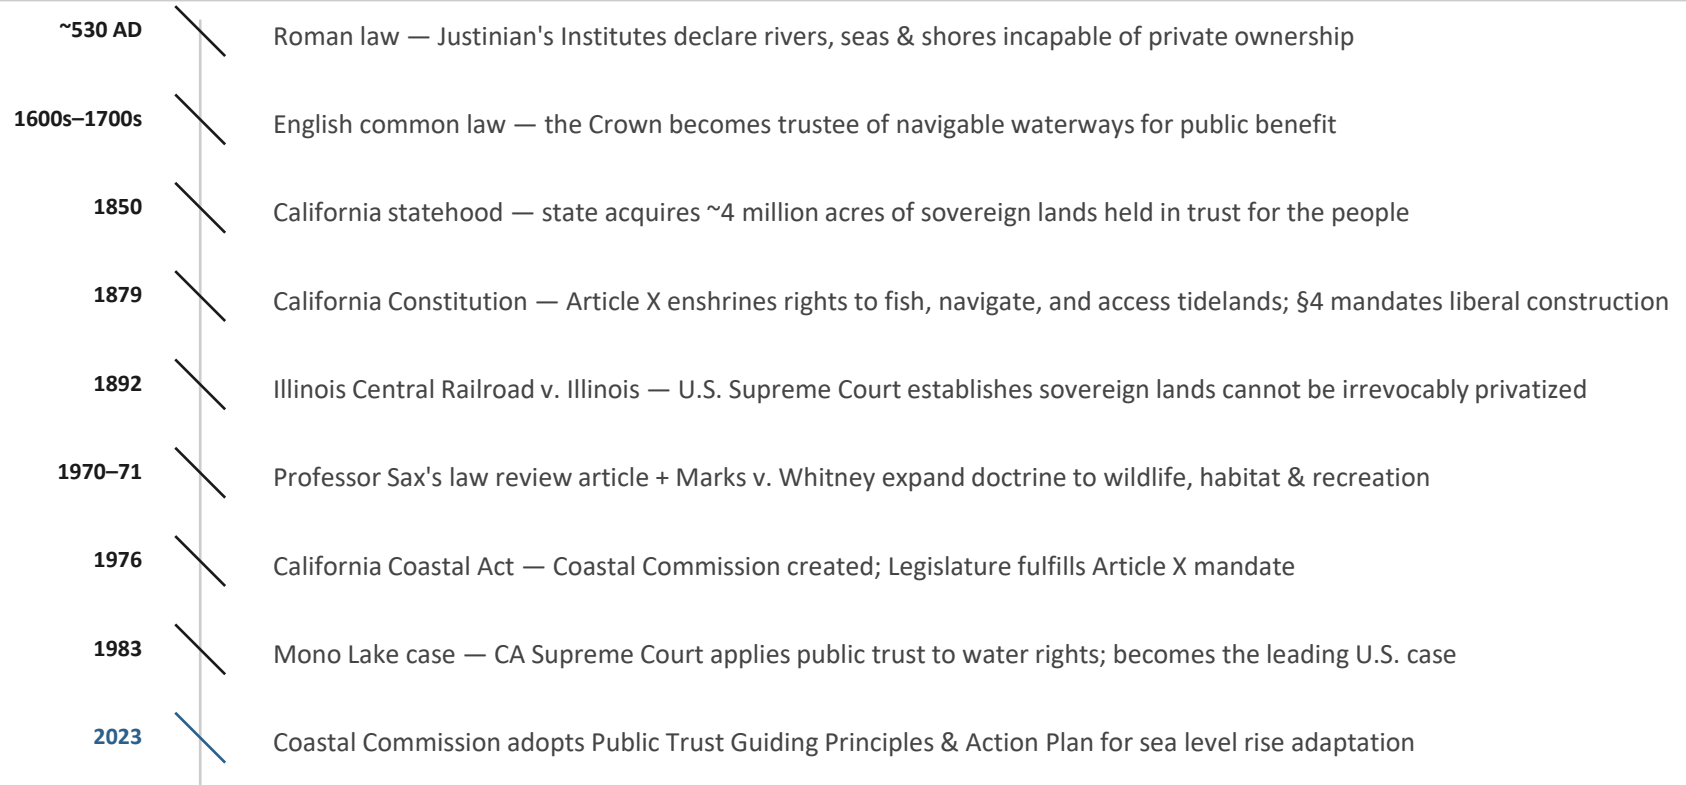 ~530 AD Roman law — Justinian's Institutes declare rivers, seas & shores incapable of private ownership
1600s–1700s English common law — the Crown becomes trustee of navigable waterways for public benefit
1850 California statehood — state acquires ~4 million acres of sovereign lands held in trust for the people
1879 California Constitution — Article X enshrines rights to fish, navigate, and access tidelands; §4 mandates liberal construction
1892 Illinois Central Railroad v. Illinois — U.S. Supreme Court establishes sovereign lands cannot be irrevocably privatized
1970–71 Professor Sax's law review article + Marks v. Whitney expand doctrine to wildlife, habitat & recreation
1976 California Coastal Act — Coastal Commission created; Legislature fulfills Article X mandate
1983 Mono Lake case — CA Supreme Court applies public trust to water rights; becomes the leading U.S. case
2023 Coastal Commission adopts Public Trust Guiding Principles & Action Plan for sea level rise adaptation